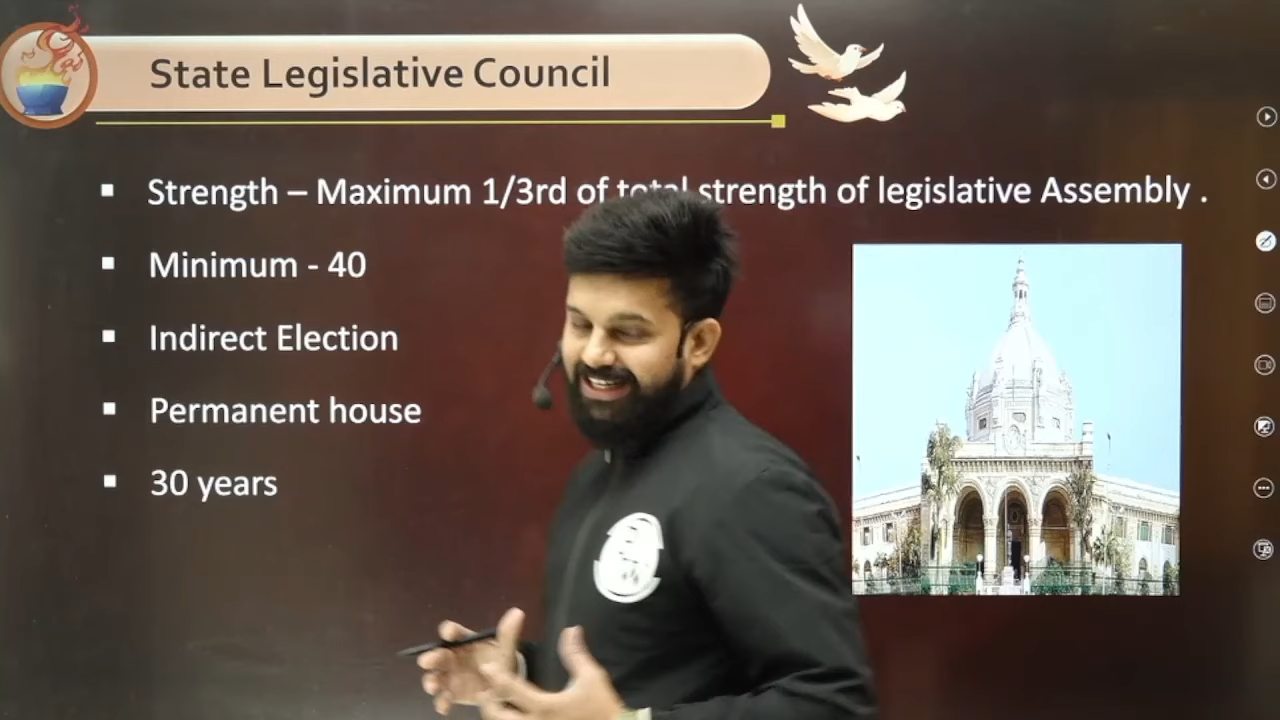 State Legislative Council
Strength – Maximum 1/3rd of total strength of legislative Assembly .
Minimum - 40
Indirect Election
Permanent house
30 years